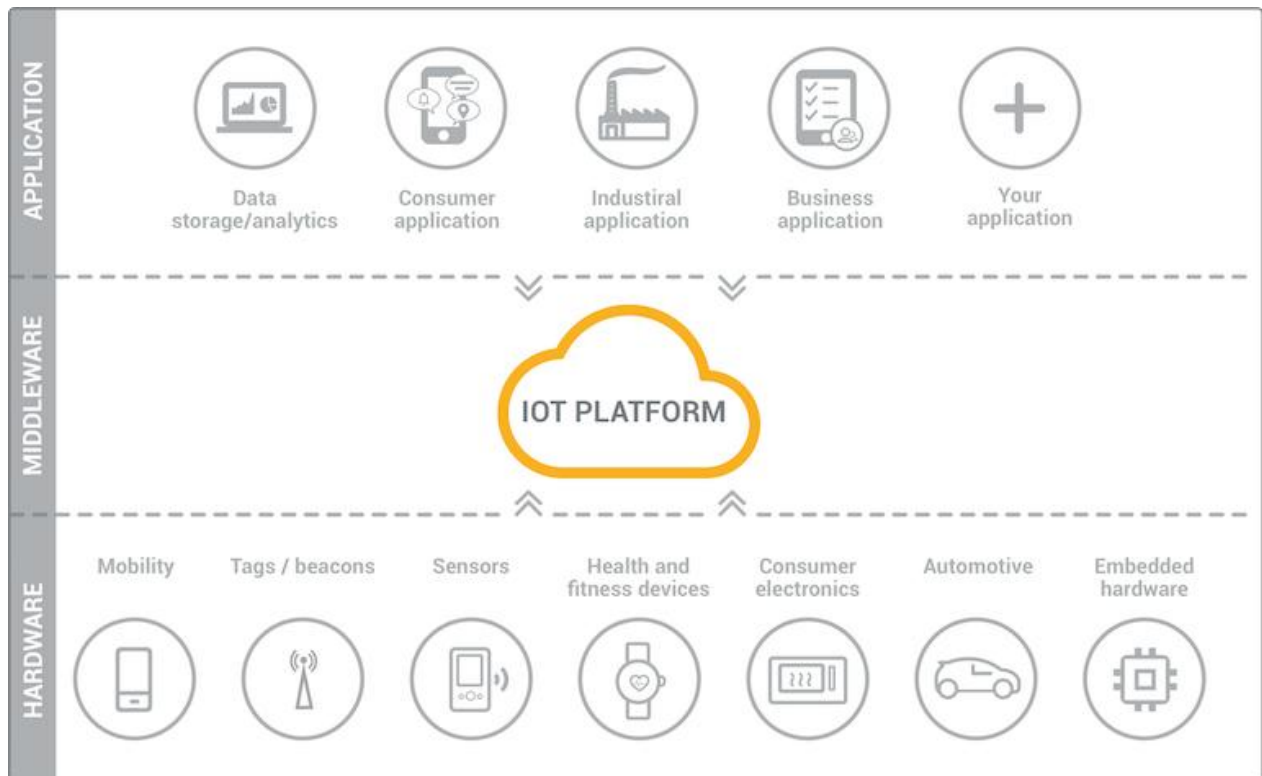 APPLICATION
Data
storage/analytics
Consumer
application
Industiral
application
Business
application
Your
application
MIDDLEWARE
IOT PLATFORM
HARDWARE
Mobility
Tags / beacons
Sensors
Health and
fitness devices
Consumer
electronics
Automotive
Embedded
hardware